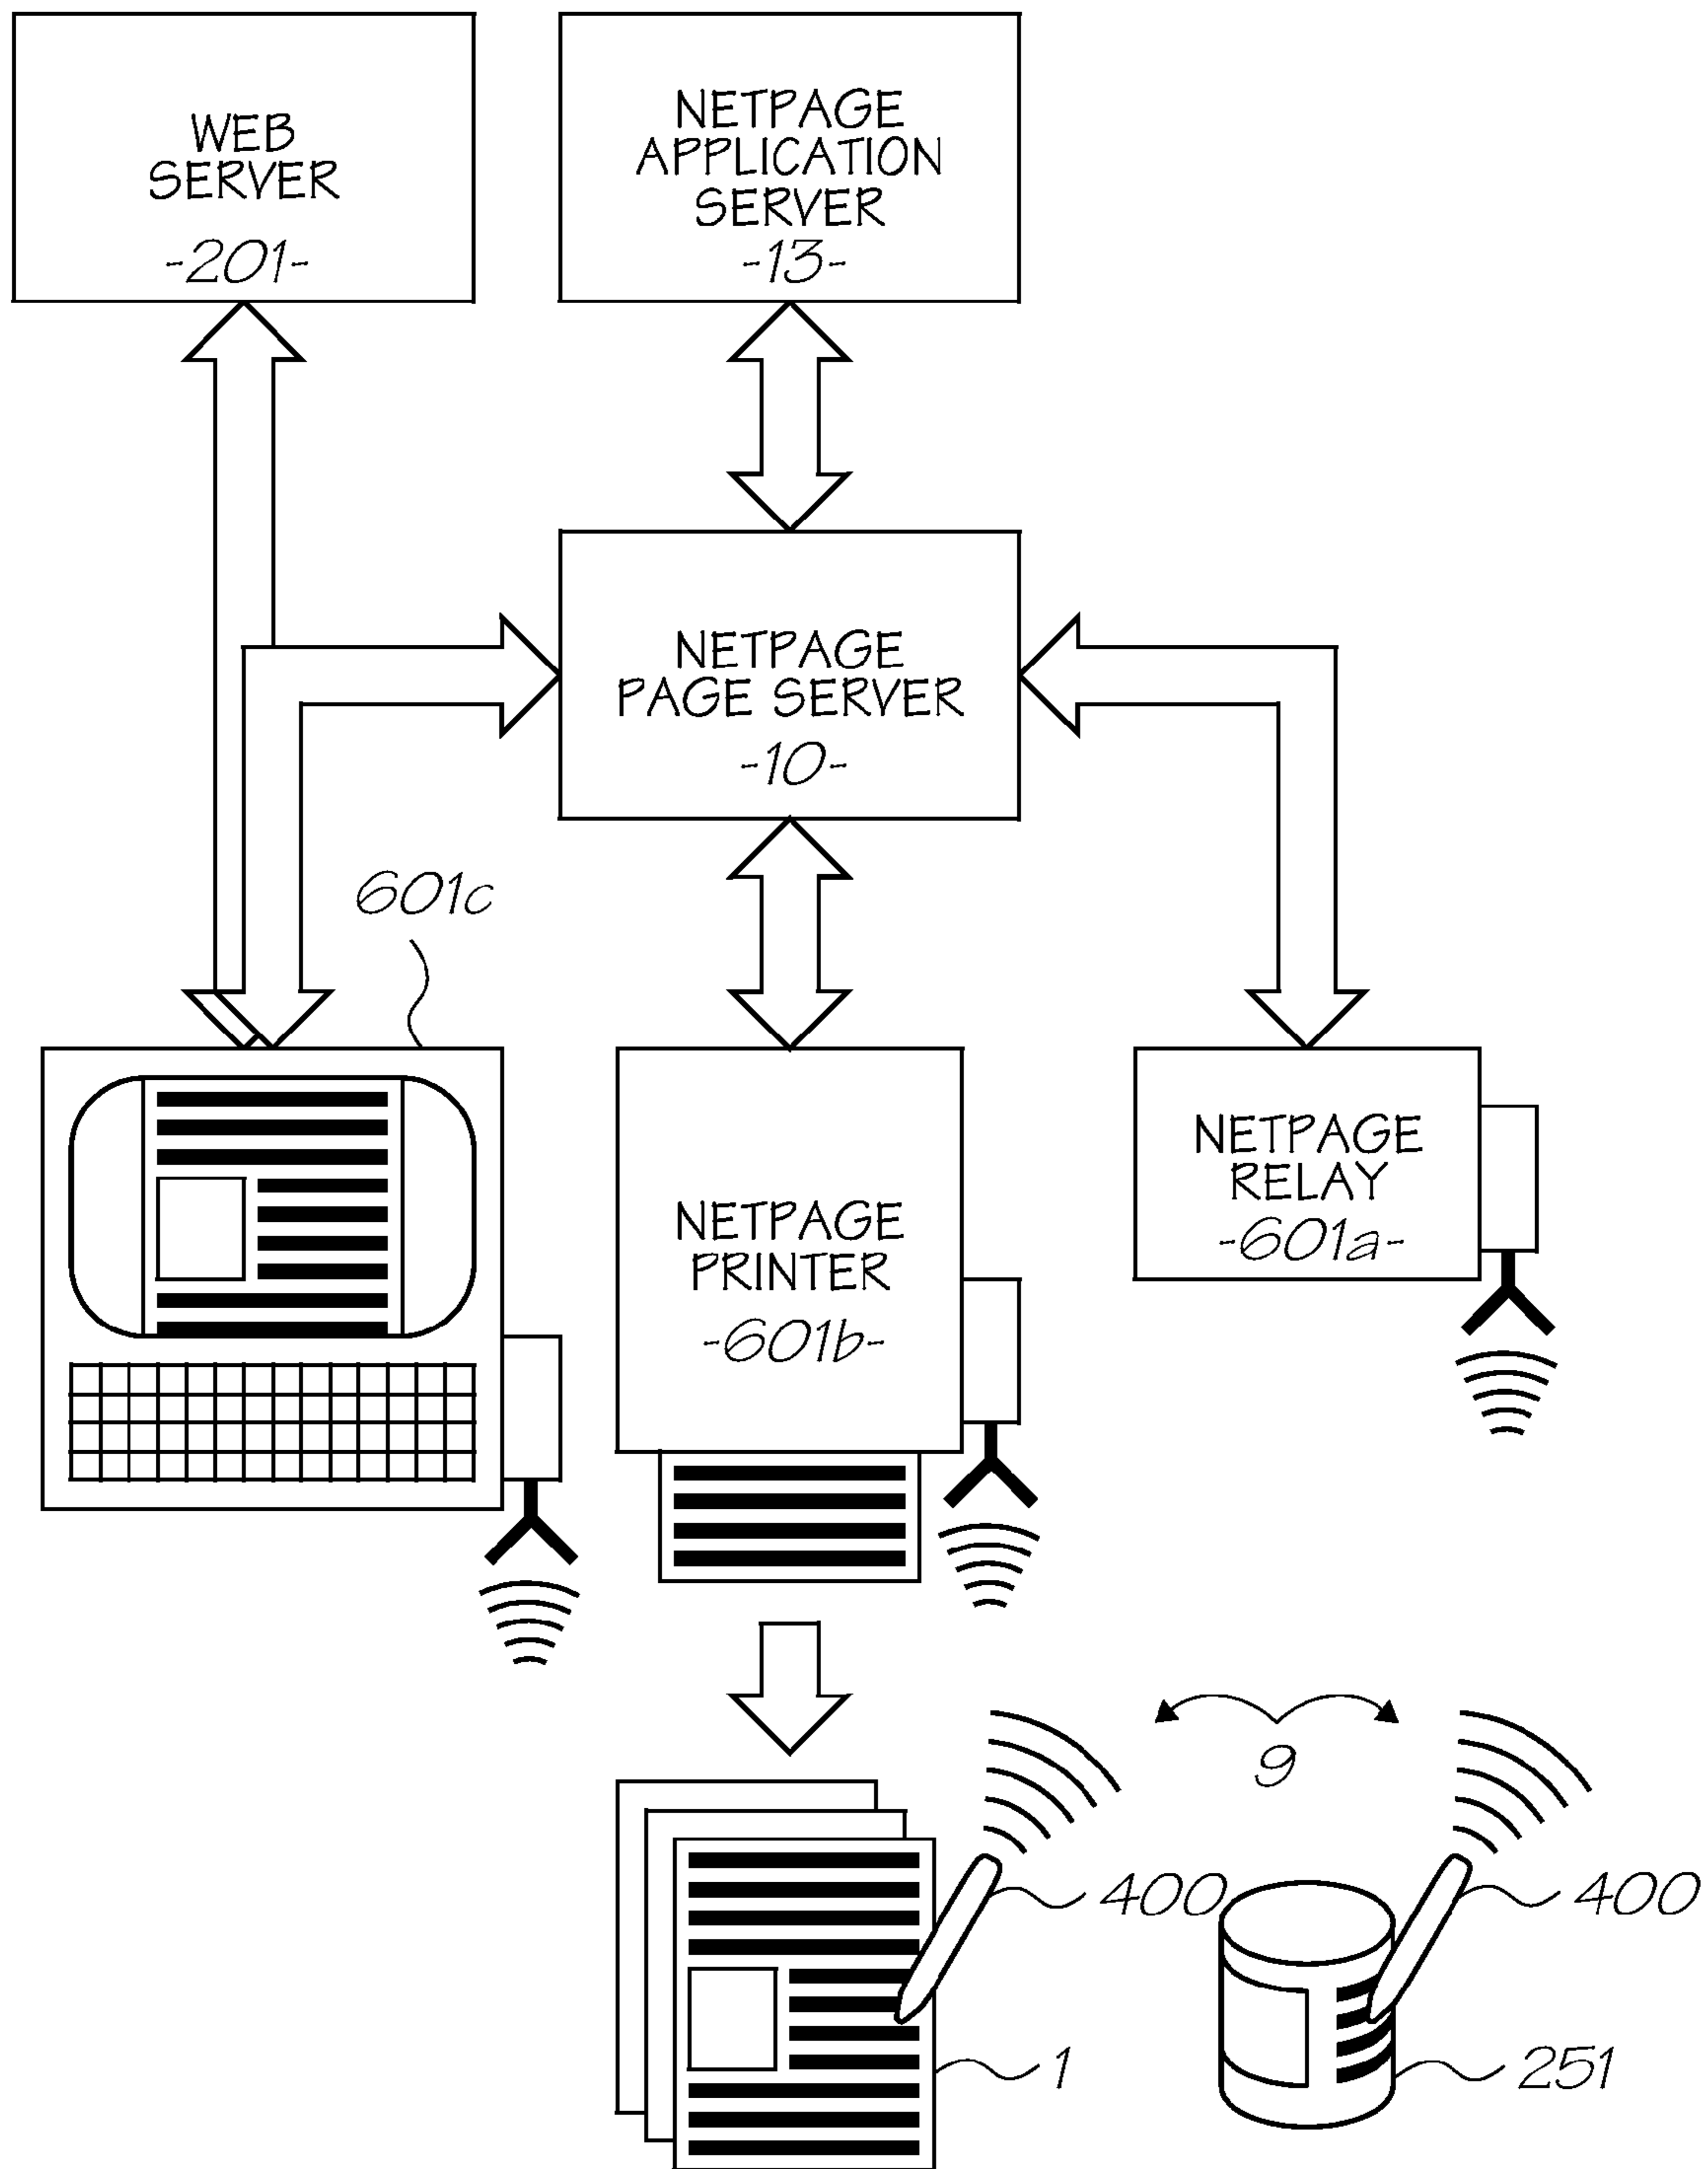 WEB
SERVER
-201-
NETPAGE
APPLICATION
SERVER
-13-
NETPAGE
PAGE SERVER
-10-
601c
NETPAGE
PRINTER
-601b-
NETPAGE
RELAY
-601a-
9
400
400
1
251